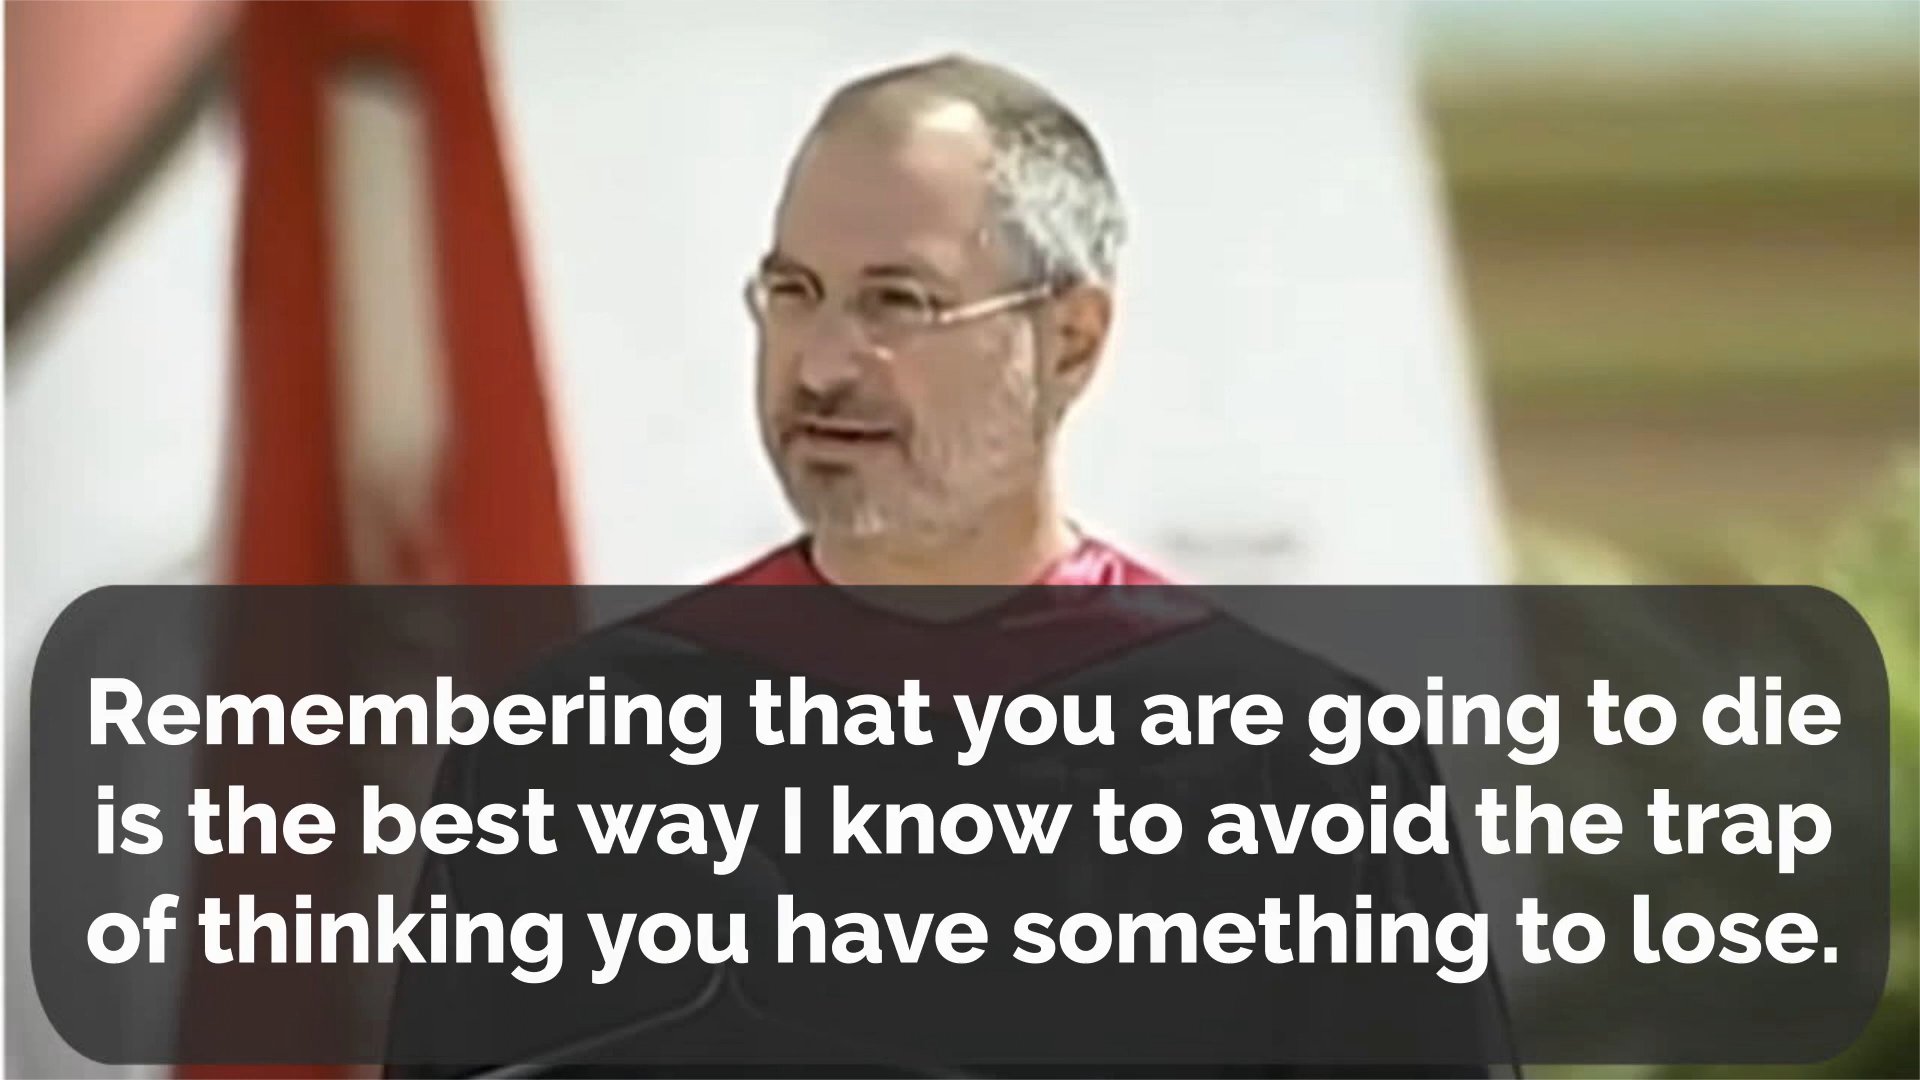 Remembering that you are going to die
is the best way I know to avoid the trap
of thinking you have something to lose.